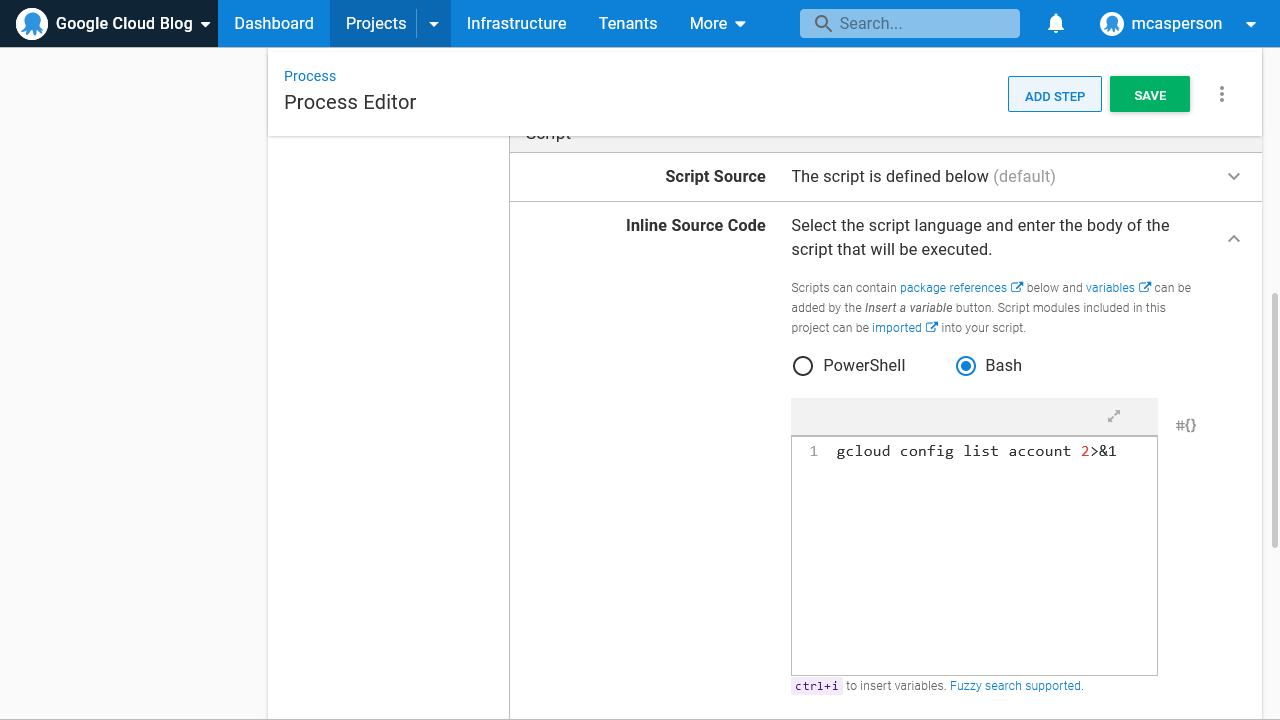 Google Cloud Blog Dashboard Projects Infrastructure Tenants More Search... mcasperson
Process
Process Editor
ADD STEP SAVE
Script
Script Source The script is defined below (default)
Inline Source Code Select the script language and enter the body of the
script that will be executed.
Scripts can contain package references below and variables can be
added by the Insert a variable button. Script modules included in this
project can be imported into your script.
PowerShell Bash
#{}
1 gcloud config list account 2>&1
ctrl+i to insert variables. Fuzzy search supported.